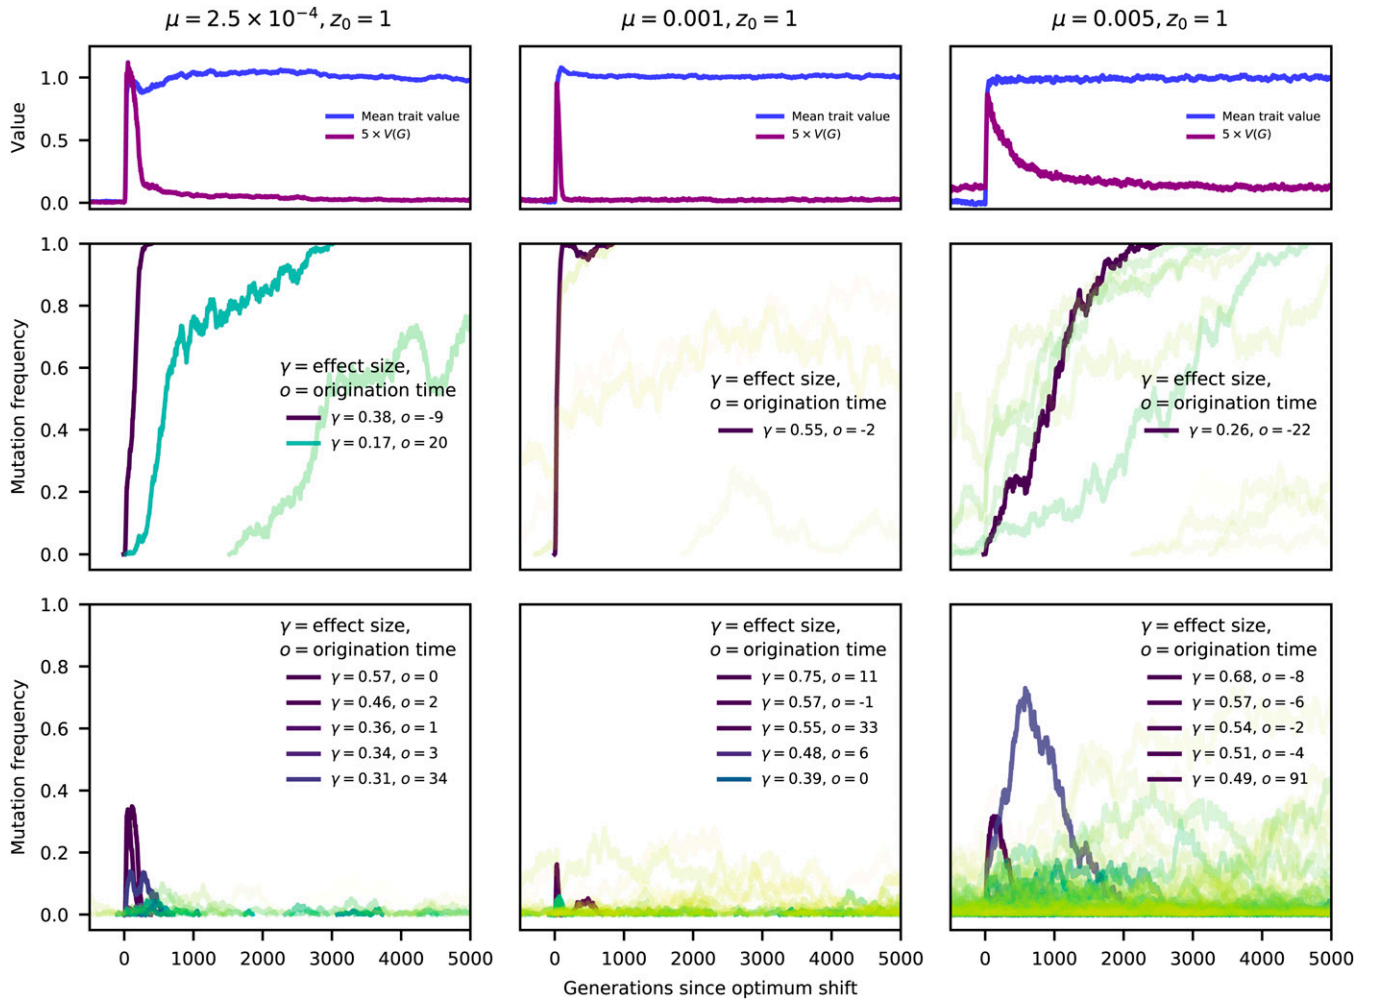 μ = 2.5 × 10⁻⁴, z₀ = 1
μ = 0.001, z₀ = 1
μ = 0.005, z₀ = 1
Value
1.0
0.5
0.0
Mean trait value
5 × V(G)
Mean trait value
5 × V(G)
Mean trait value
5 × V(G)
Mutation frequency
1.0
0.8
0.6
0.4
0.2
0.0
γ = effect size,
o = origination time
γ = 0.38, o = -9
γ = 0.17, o = 20
γ = effect size,
o = origination time
γ = 0.55, o = -2
γ = effect size,
o = origination time
γ = 0.26, o = -22
Mutation frequency
1.0
0.8
0.6
0.4
0.2
0.0
γ = effect size,
o = origination time
γ = 0.57, o = 0
γ = 0.46, o = 2
γ = 0.36, o = 1
γ = 0.34, o = 3
γ = 0.31, o = 34
γ = effect size,
o = origination time
γ = 0.75, o = 11
γ = 0.57, o = -1
γ = 0.55, o = 33
γ = 0.48, o = 6
γ = 0.39, o = 0
γ = effect size,
o = origination time
γ = 0.68, o = -8
γ = 0.57, o = -6
γ = 0.54, o = -2
γ = 0.51, o = -4
γ = 0.49, o = 91
0 1000 2000 3000 4000 5000
0 1000 2000 3000 4000 5000
0 1000 2000 3000 4000 5000
Generations since optimum shift